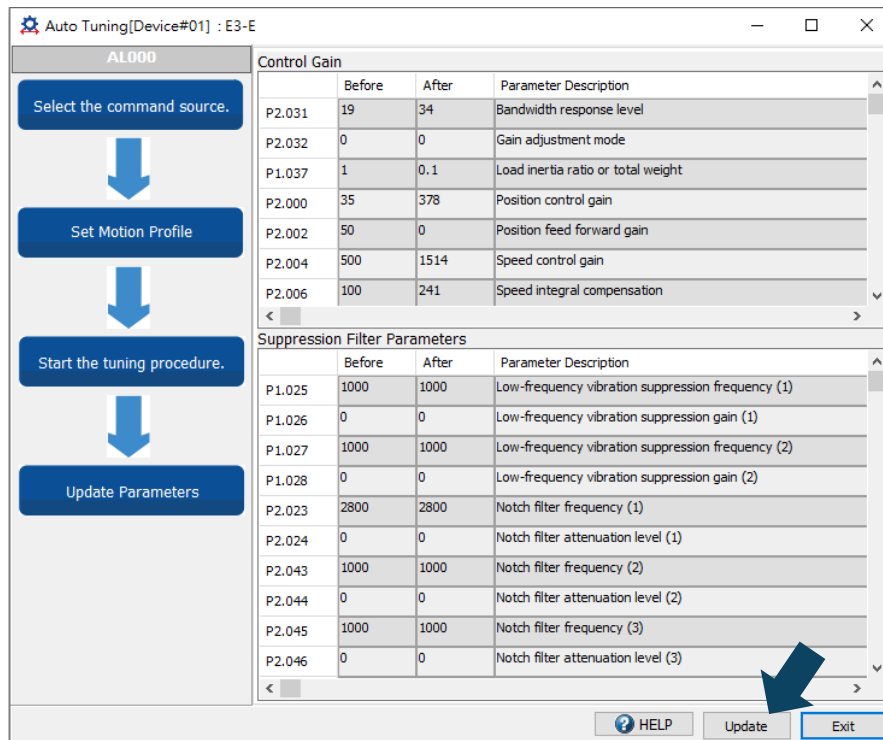 Auto Tuning[Device#01] : E3-E
AL000
Select the command source.
Set Motion Profile
Start the tuning procedure.
Update Parameters
Control Gain
Before After Parameter Description
P2.031 19 34 Bandwidth response level
P2.032 0 0 Gain adjustment mode
P1.037 1 0.1 Load inertia ratio or total weight
P2.000 35 378 Position control gain
P2.002 50 0 Position feed forward gain
P2.004 500 1514 Speed control gain
P2.006 100 241 Speed integral compensation
Suppression Filter Parameters
Before After Parameter Description
P1.025 1000 1000 Low-frequency vibration suppression frequency (1)
P1.026 0 0 Low-frequency vibration suppression gain (1)
P1.027 1000 1000 Low-frequency vibration suppression frequency (2)
P1.028 0 0 Low-frequency vibration suppression gain (2)
P2.023 2800 2800 Notch filter frequency (1)
P2.024 0 0 Notch filter attenuation level (1)
P2.043 1000 1000 Notch filter frequency (2)
P2.044 0 0 Notch filter attenuation level (2)
P2.045 1000 1000 Notch filter frequency (3)
P2.046 0 0 Notch filter attenuation level (3)
? HELP Update Exit